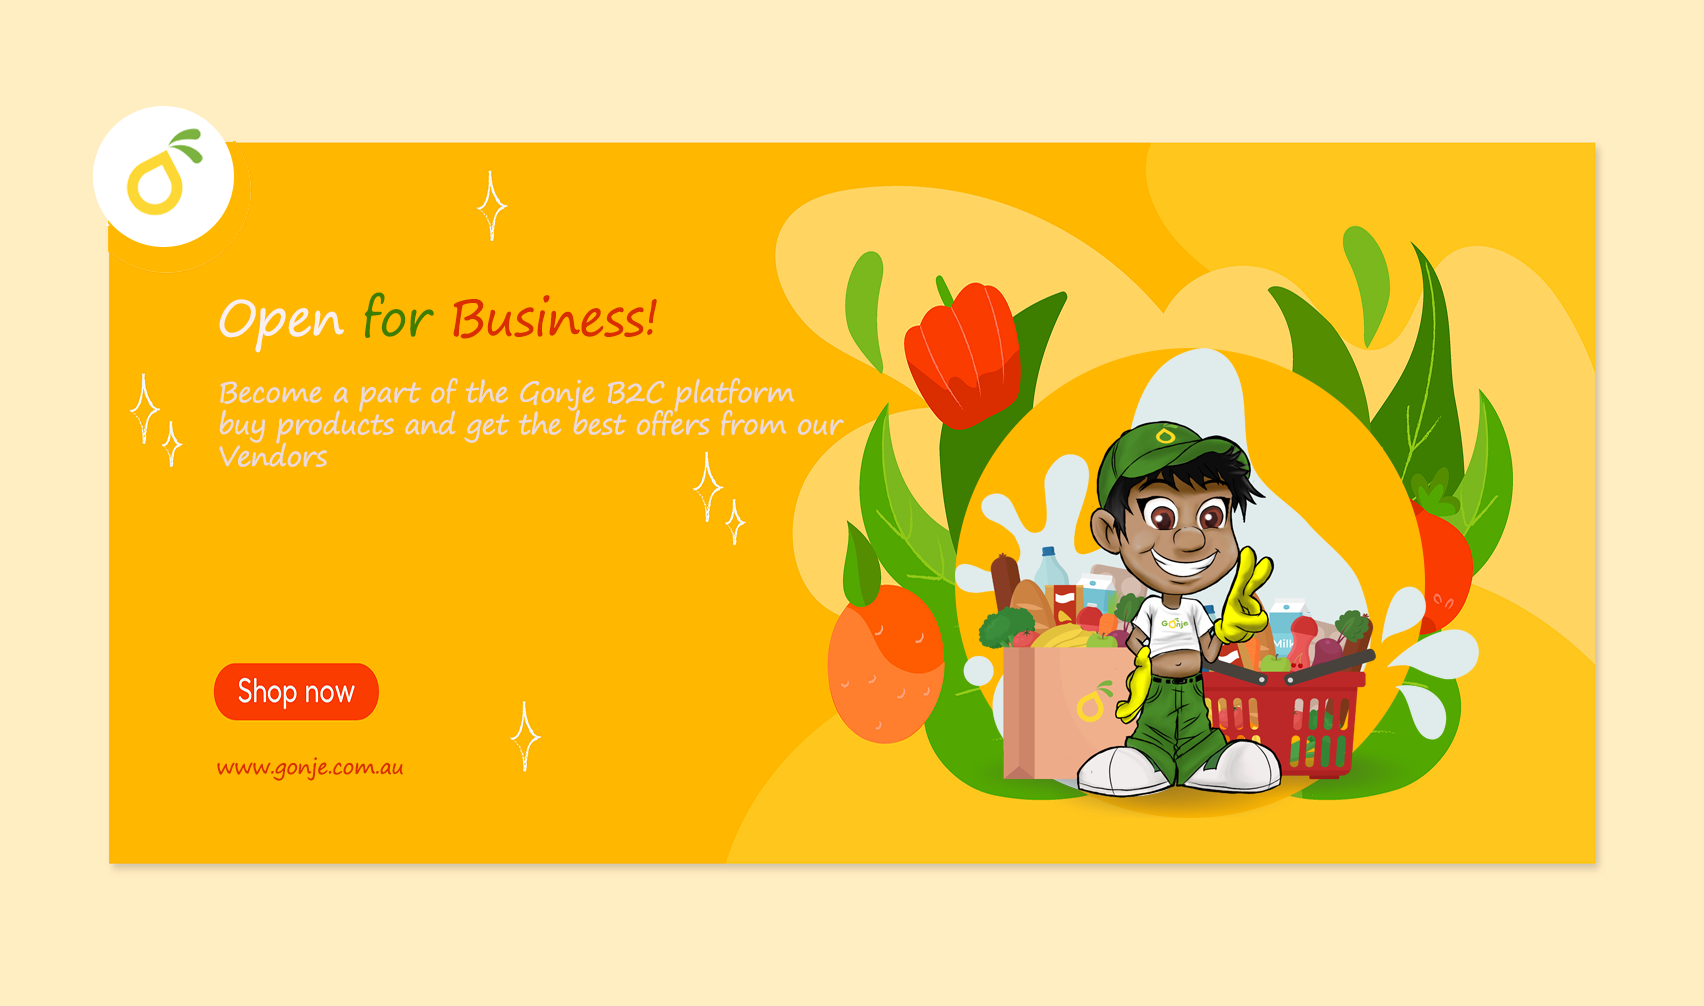 Open for Business!
Become a part of the Gonje B2C platform
buy products and get the best offers from our
Vendors
Gonje
Milk
Shop now
www.gonje.com.au